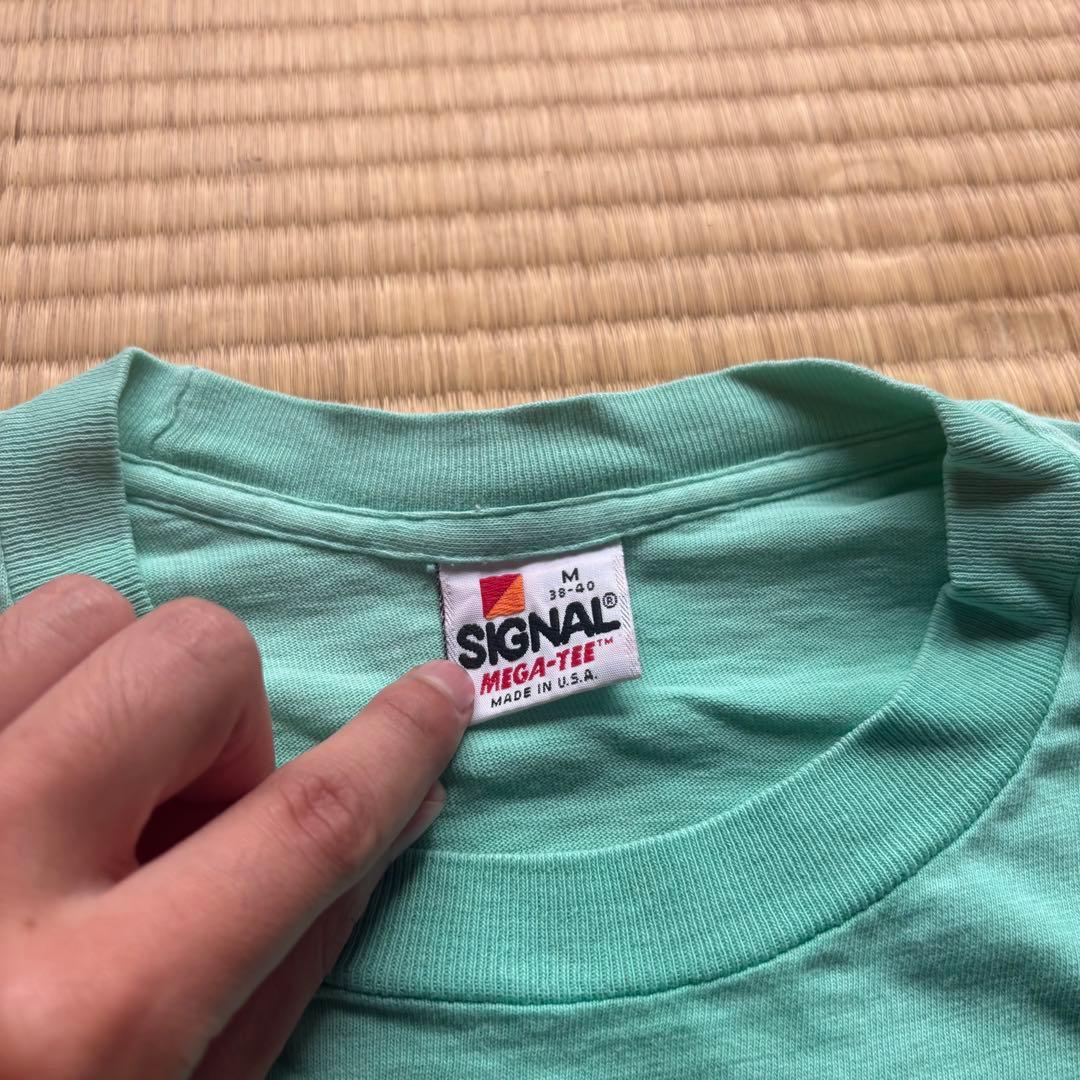 M
38-40
SIGNAL®
MEGA-TEE™
MADE IN U.S.A.